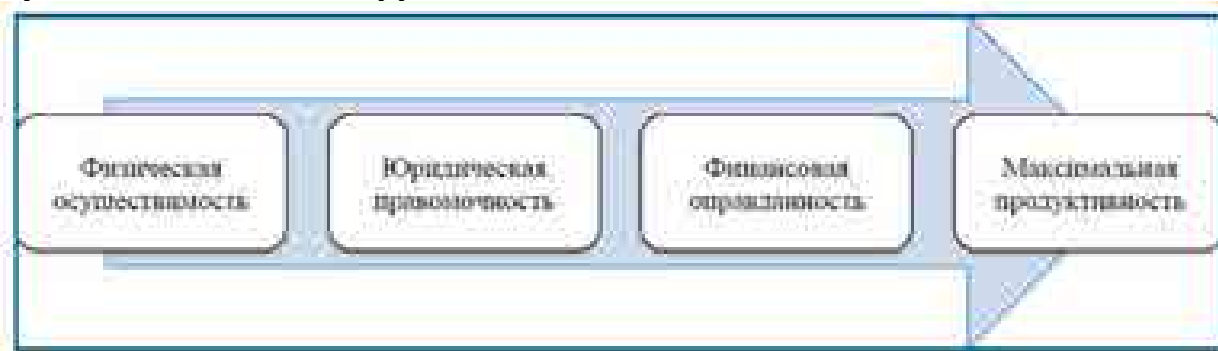 Физическая
осуществимость
Юридическая
правомочность
Финансовая
оправданность
Максимальная
продуктивность